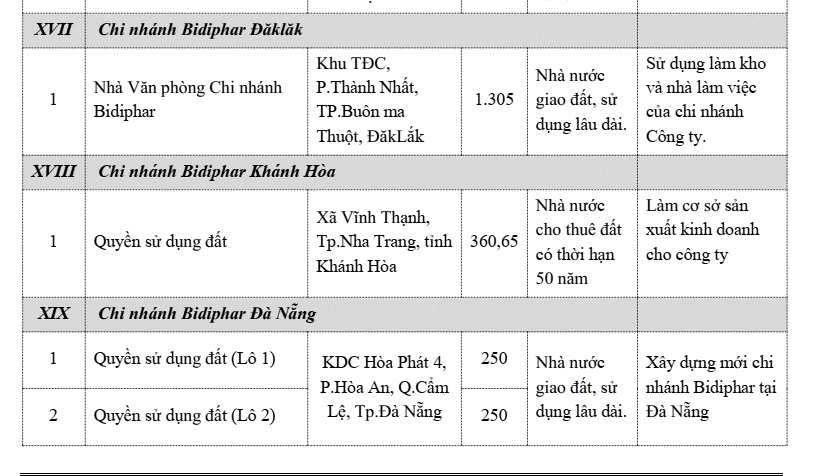 XVII Chi nhánh Bidiphar Đăklăk
1 Nhà Văn phòng Chi nhánh Bidiphar Khu TĐC, P.Thành Nhất, TP.Buôn ma Thuột, ĐăkLắk 1.305 Nhà nước giao đất, sử dụng lâu dài. Sử dụng làm kho và nhà làm việc của chi nhánh Công ty.
XVIII Chi nhánh Bidiphar Khánh Hòa
1 Quyền sử dụng đất Xã Vĩnh Thạnh, Tp.Nha Trang, tỉnh Khánh Hòa 360,65 Nhà nước cho thuê đất có thời hạn 50 năm Làm cơ sở sản xuất kinh doanh cho công ty
XIX Chi nhánh Bidiphar Đà Nẵng
1 Quyền sử dụng đất (Lô 1) KDC Hòa Phát 4, P.Hòa An, Q.Cẩm Lệ, Tp.Đà Nẵng 250 Nhà nước giao đất, sử dụng lâu dài. Xây dựng mới chi nhánh Bidiphar tại Đà Nẵng
2 Quyền sử dụng đất (Lô 2) 250